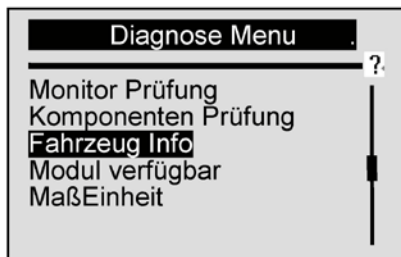 Diagnose Menu .
?
Monitor Prüfung
Komponenten Prüfung
Fahrzeug Info
Modul verfügbar
MaßEinheit